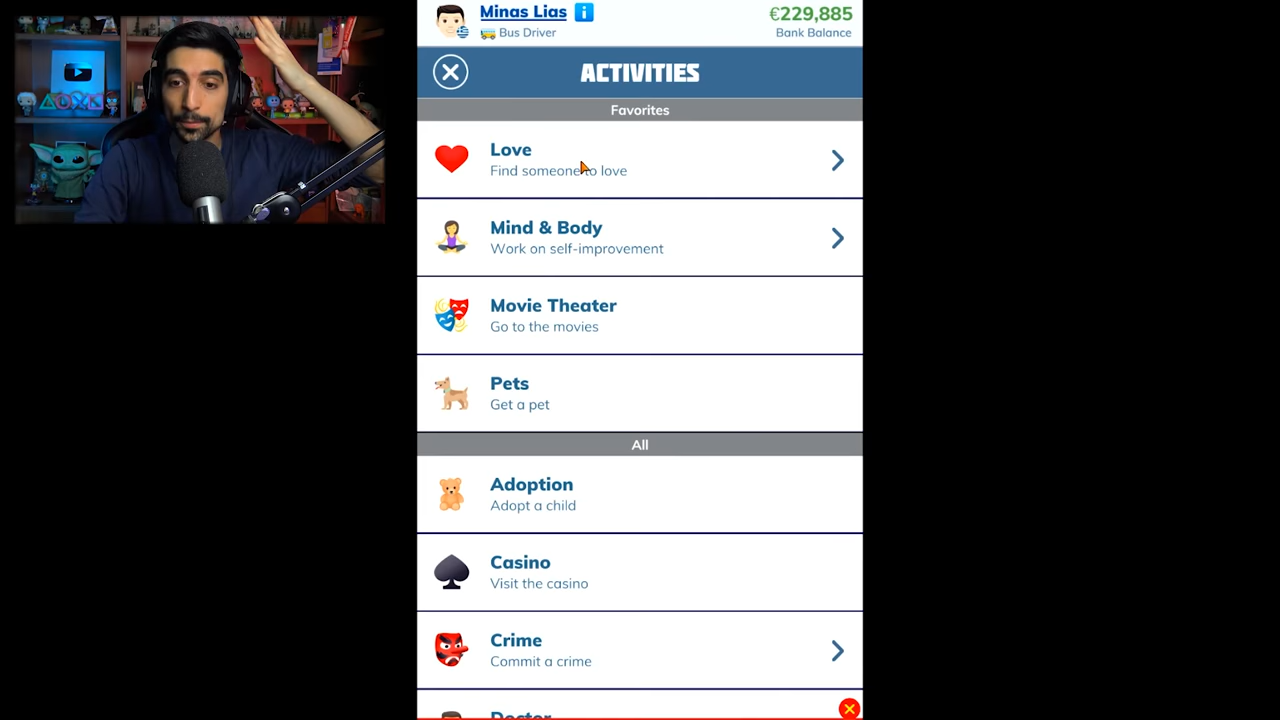 Minas Lias
Bus Driver
€229,885
Bank Balance
ACTIVITIES
Favorites
Love
Find someone to love
Mind & Body
Work on self-improvement
Movie Theater
Go to the movies
Pets
Get a pet
All
Adoption
Adopt a child
Casino
Visit the casino
Crime
Commit a crime
Doctor